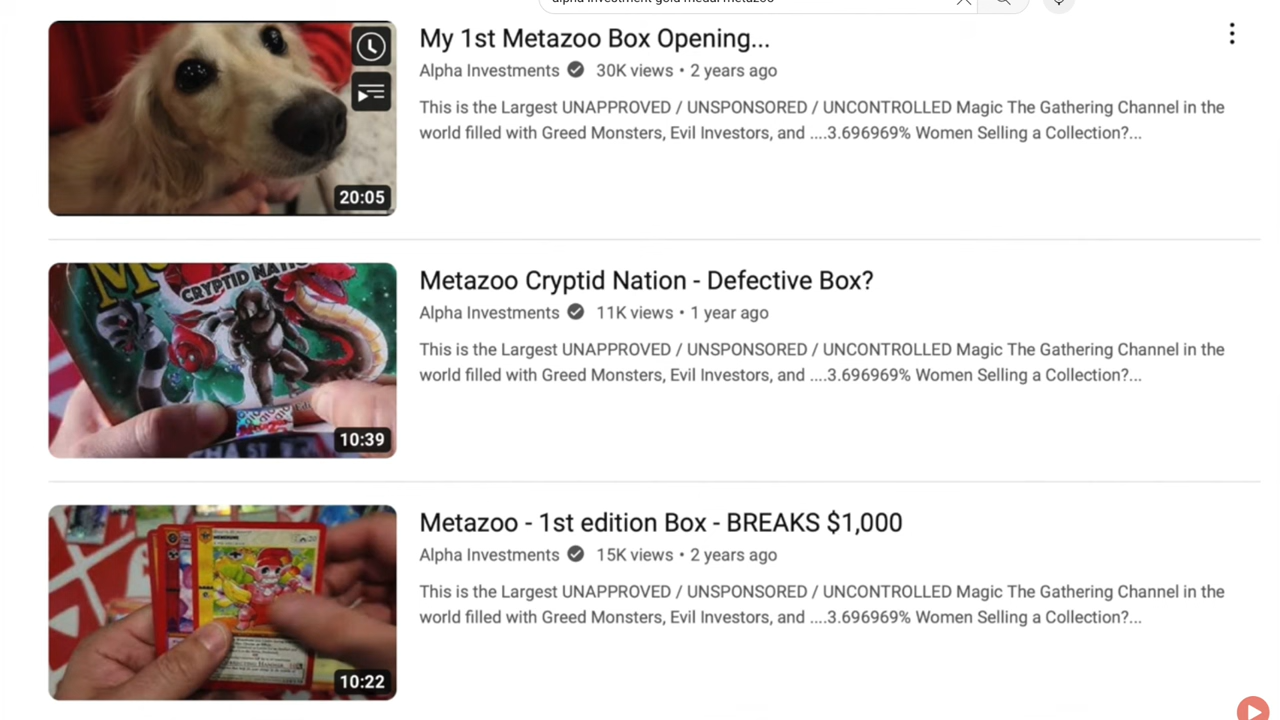 alpha investment gold medal metazoo
My 1st Metazoo Box Opening...
Alpha Investments 30K views • 2 years ago
This is the Largest UNAPPROVED / UNSPONSORED / UNCONTROLLED Magic The Gathering Channel in the
world filled with Greed Monsters, Evil Investors, and ....3.696969% Women Selling a Collection?...
20:05
Metazoo Cryptid Nation - Defective Box?
Alpha Investments 11K views • 1 year ago
This is the Largest UNAPPROVED / UNSPONSORED / UNCONTROLLED Magic The Gathering Channel in the
world filled with Greed Monsters, Evil Investors, and ....3.696969% Women Selling a Collection?...
CRYPTID NATI
10:39
Metazoo - 1st edition Box - BREAKS $1,000
Alpha Investments 15K views • 2 years ago
This is the Largest UNAPPROVED / UNSPONSORED / UNCONTROLLED Magic The Gathering Channel in the
world filled with Greed Monsters, Evil Investors, and ....3.696969% Women Selling a Collection?...
10:22